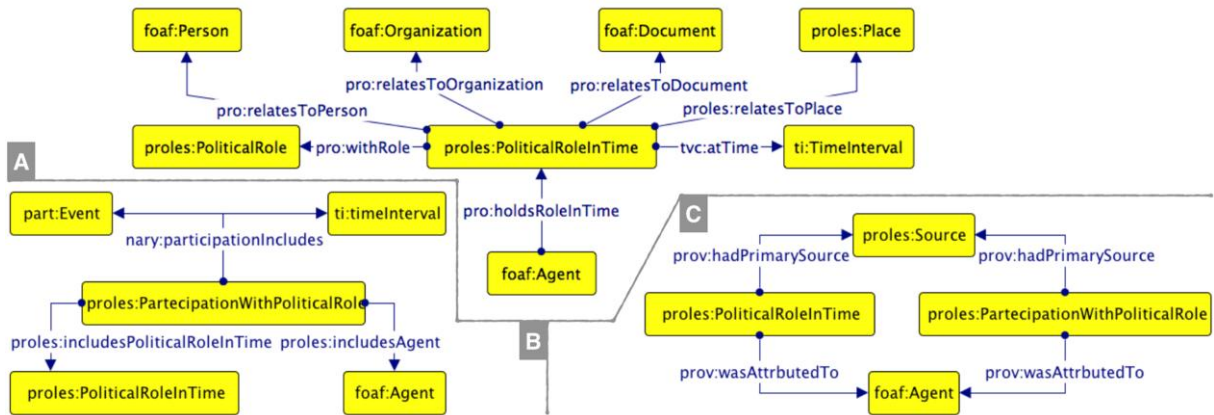 foaf:Person
foaf:Organization
foaf:Document
proles:Place
pro:relatesToOrganization
pro:relatesToDocument
pro:relatesToPerson
proles:relatesToPlace
A
proles:PoliticalRole
pro:withRole
proles:PoliticalRoleInTime
tvc:atTime
ti:TimeInterval
part:Event
ti:timeInterval
nary:participationIncludes
proles:PartecipationWithPoliticalRole
proles:includesPoliticalRoleInTime
proles:includesAgent
proles:PoliticalRoleInTime
foaf:Agent
pro:holdsRoleInTime
foaf:Agent
B
C
proles:Source
prov:hadPrimarySource
prov:hadPrimarySource
proles:PoliticalRoleInTime
proles:PartecipationWithPoliticalRole
prov:wasAttrbutedTo
prov:wasAttrbutedTo
foaf:Agent